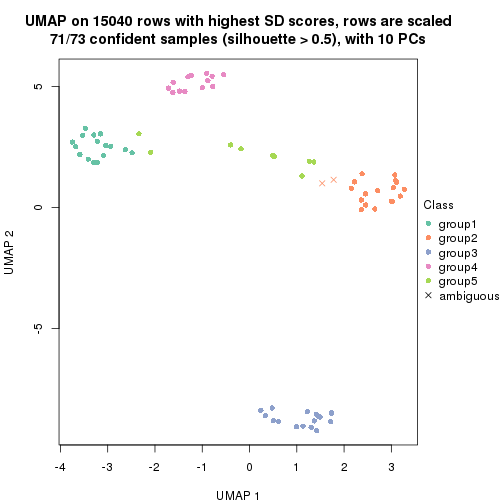 UMAP on 15040 rows with highest SD scores, rows are scaled
71/73 confident samples (silhouette > 0.5), with 10 PCs
5
0
-5
UMAP 2
-4
-3
-2
-1
0
1
2
3
UMAP 1
Class
group1
group2
group3
group4
group5
ambiguous